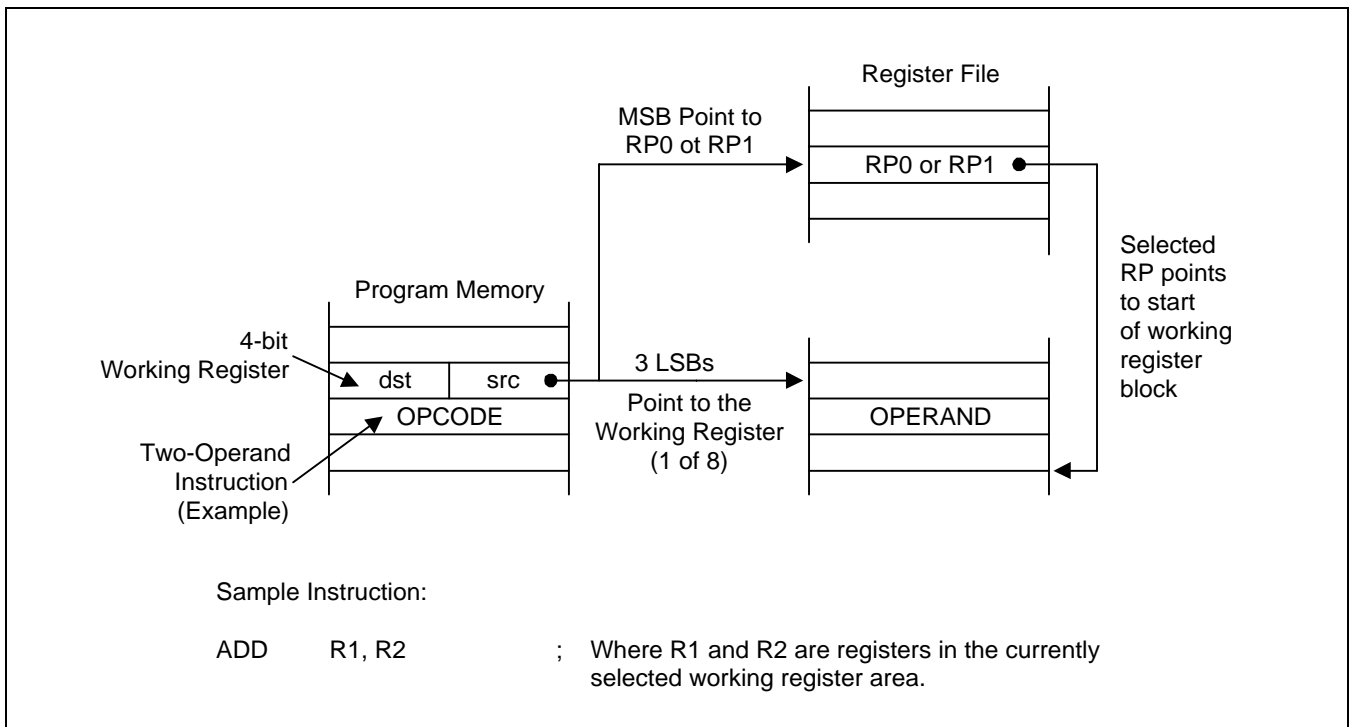 Register File
MSB Point to
RP0 ot RP1
RP0 or RP1
Selected
RP points
to start
of working
register
block
Program Memory
4-bit
Working Register
dst src
3 LSBs
Point to the
Working Register
(1 of 8)
OPCODE
OPERAND
Two-Operand
Instruction
(Example)
Sample Instruction:
ADD R1, R2 ; Where R1 and R2 are registers in the currently
selected working register area.